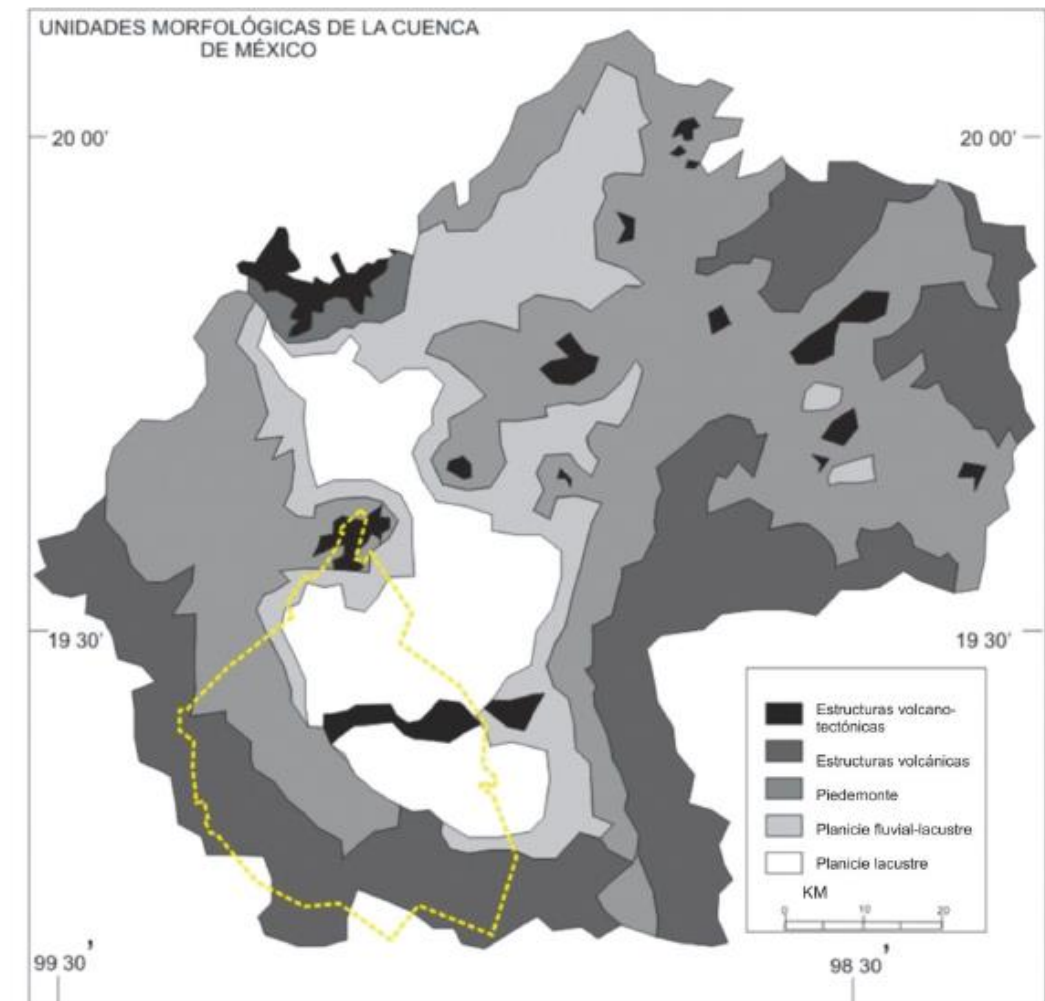 UNIDADES MORFOLÓGICAS DE LA CUENCA
DE MÉXICO
20 00'
20 00'
19 30'
19 30'
Estructuras volcano-
tectónicas
Estructuras volcánicas
Piedemonte
Planicie fluvial-lacustre
Planicie lacustre
KM
0 10 20
99 30'
98 30'